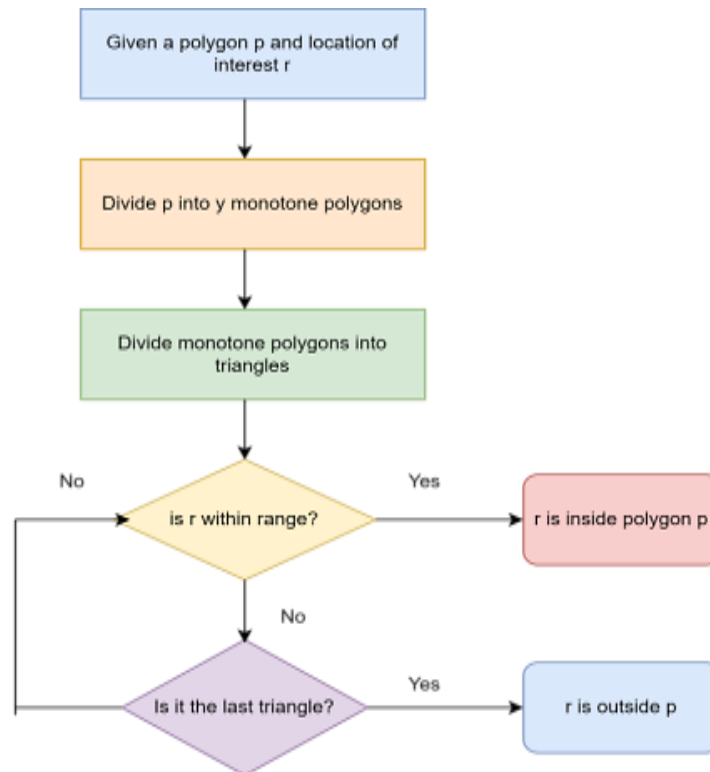 Given a polygon p and location of
interest r
Divide p into y monotone polygons
Divide monotone polygons into
triangles
No
Yes
is r within range?
r is inside polygon p
No
Yes
Is it the last triangle?
r is outside p